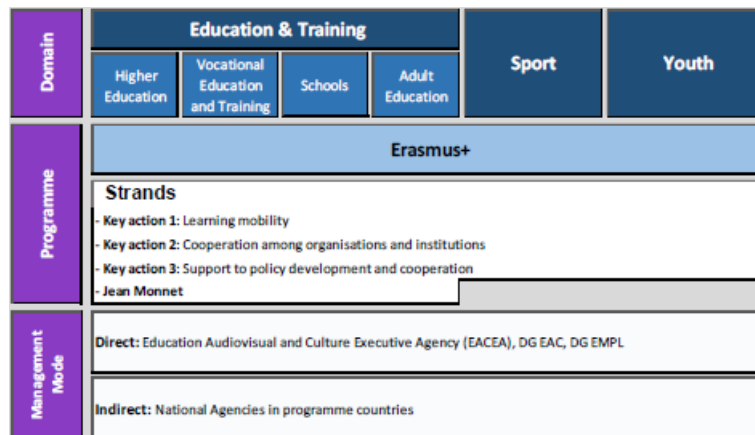 Domain
Education & Training
Higher
Education
Vocational
Education
and Training
Schools
Adult
Education
Sport
Youth
Programme
Erasmus+
Strands
- Key action 1: Learning mobility
- Key action 2: Cooperation among organisations and institutions
- Key action 3: Support to policy development and cooperation
- Jean Monnet
Management
Mode
Direct: Education Audiovisual and Culture Executive Agency (EACEA), DG EAC, DG EMPL
Indirect: National Agencies in programme countries